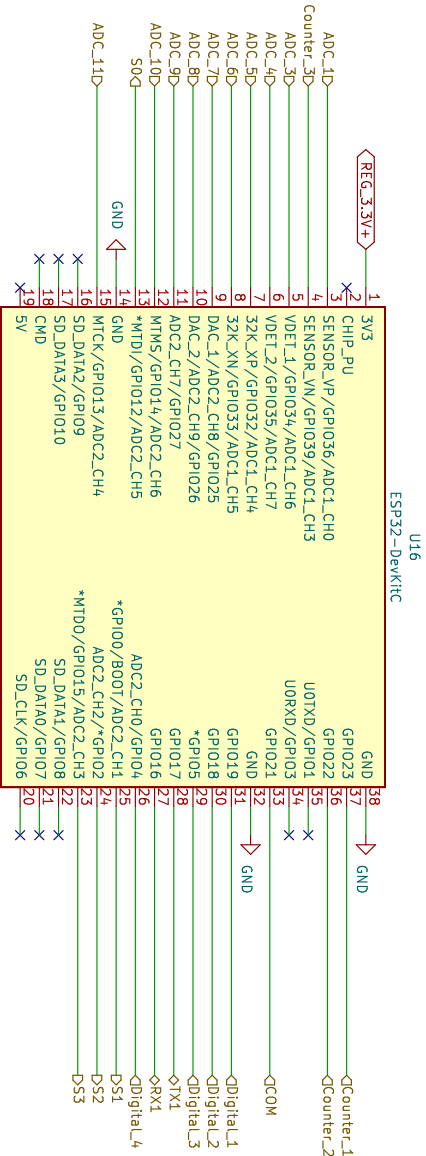 U16
ESP32-DevKitC
REG_3.3V+ 1 3V3 GND 38 GND
2 CHIP_PU GPIO23 37 Counter_1
ADC_1 3 SENSOR_VP/GPIO36/ADC1_CH0 GPIO22 36 Counter_2
Counter_3 4 SENSOR_VN/GPIO39/ADC1_CH3 U0TXD/GPIO1 35
ADC_3 5 VDET_1/GPIO34/ADC1_CH6 U0RXD/GPIO3 34
ADC_4 6 VDET_2/GPIO35/ADC1_CH7 GPIO21 33 COM
ADC_5 7 32K_XP/GPIO32/ADC1_CH4 GND 32 GND
ADC_6 8 32K_XN/GPIO33/ADC1_CH5 GPIO19 31 Digital_1
ADC_7 9 DAC_1/ADC2_CH8/GPIO25 GPIO18 30 Digital_2
ADC_8 10 DAC_2/ADC2_CH9/GPIO26 *GPIO5 29 Digital_3
ADC_9 11 ADC2_CH7/GPIO27 GPIO17 28 TX1
ADC_10 12 MTMS/GPIO14/ADC2_CH6 GPIO16 27 RX1
S0 13 *MTDI/GPIO12/ADC2_CH5 ADC2_CH0/GPIO4 26 Digital_4
GND 14 GND *GPIO0/BOOT/ADC2_CH1 25 S1
ADC_11 15 MTCK/GPIO13/ADC2_CH4 ADC2_CH2/*GPIO2 24 S2
16 SD_DATA2/GPIO9 *MTDO/GPIO15/ADC2_CH3 23 S3
17 SD_DATA3/GPIO10 SD_DATA1/GPIO8 22
18 CMD SD_DATA0/GPIO7 21
19 5V SD_CLK/GPIO6 20